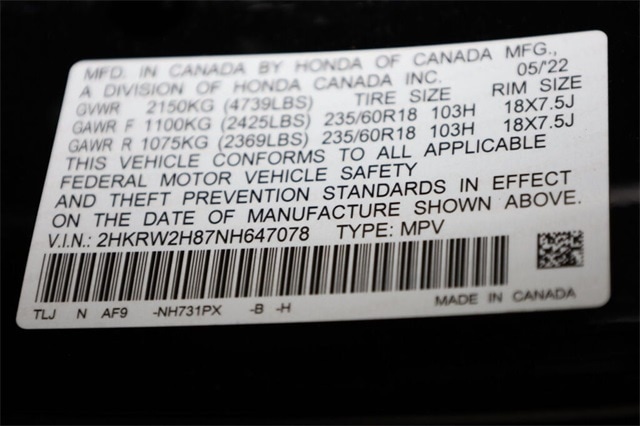 MFD. IN CANADA BY HONDA OF CANADA MFG.,
A DIVISION OF HONDA CANADA INC. 05/'22
GVWR 2150KG (4739LBS) TIRE SIZE RIM SIZE
GAWR F 1100KG (2425LBS) 235/60R18 103H 18X7.5J
GAWR R 1075KG (2369LBS) 235/60R18 103H 18X7.5J
THIS VEHICLE CONFORMS TO ALL APPLICABLE
FEDERAL MOTOR VEHICLE SAFETY
AND THEFT PREVENTION STANDARDS IN EFFECT
ON THE DATE OF MANUFACTURE SHOWN ABOVE.
V.I.N.: 2HKRW2H87NH647078 TYPE: MPV
TLJ N AF9 -NH731PX -B -H MADE IN CANADA